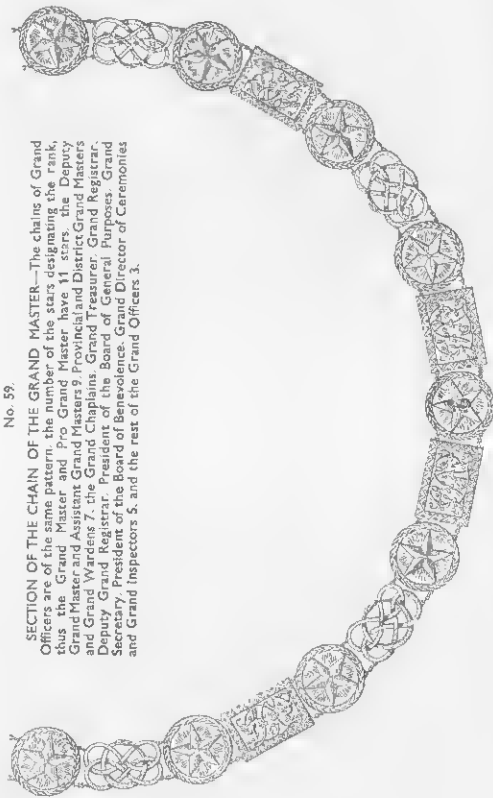 No. 59.
SECTION OF THE CHAIN OF THE GRAND MASTER—The chains of Grand
Officers are of the same pattern, the number of the stars designating the rank,
thus the Grand Master and Pro Grand Master have 11 stars, the Deputy
Grand Master and Assistant Grand Masters 9, Provincial and District Grand Masters
and Grand Wardens 7, the Grand Chaplains, Grand Treasurer, Grand Registrar,
Deputy Grand Registrar, President of the Board of General Purposes, Grand
Secretary, President of the Board of Benevolence, Grand Director of Ceremonies
and Grand Inspectors 5, and the rest of the Grand Officers 3.